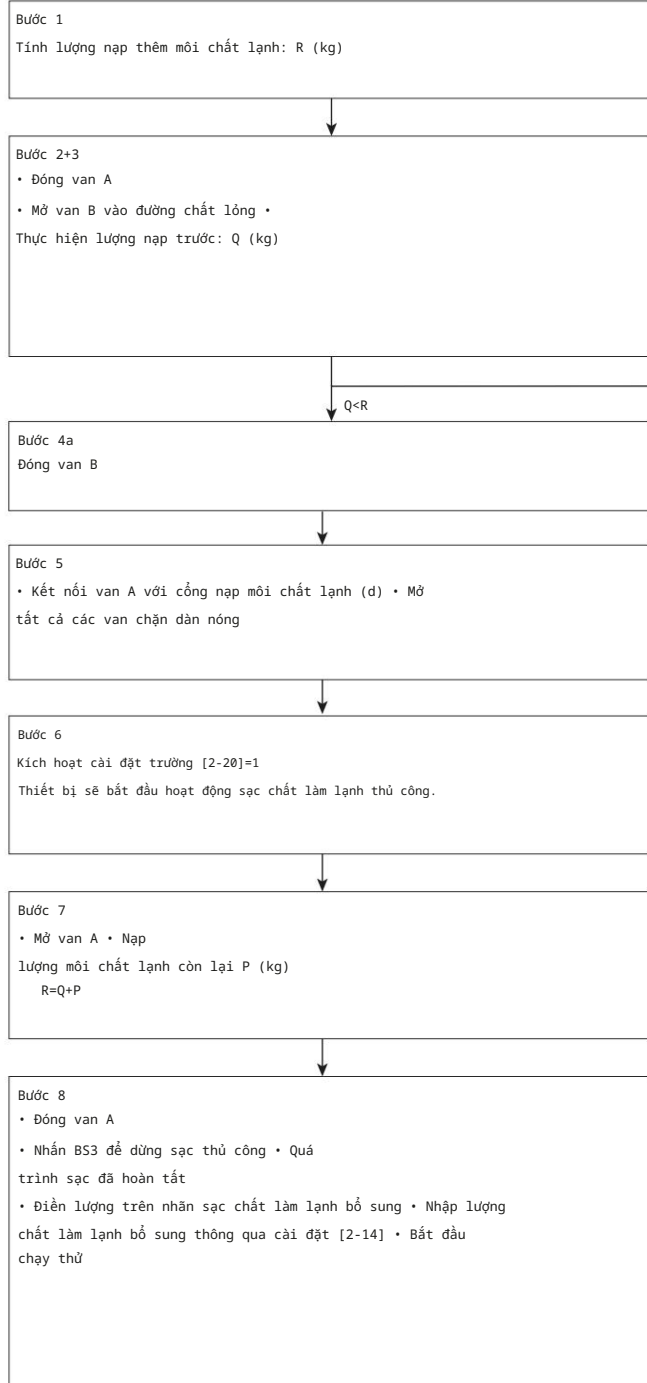 Bước 1
Tính lượng nạp thêm môi chất lạnh: R (kg)
Bước 2+3
• Đóng van A
• Mở van B vào đường chất lỏng •
Thực hiện lượng nạp trước: Q (kg)
Q<R
Bước 4a
Đóng van B
Bước 5
• Kết nối van A với cổng nạp môi chất lạnh (d) • Mở
tất cả các van chặn dàn nóng
Bước 6
Kích hoạt cài đặt trường [2-20]=1
Thiết bị sẽ bắt đầu hoạt động sạc chất làm lạnh thủ công.
Bước 7
• Mở van A • Nạp
lượng môi chất lạnh còn lại P (kg)
R=Q+P
Bước 8
• Đóng van A
• Nhấn BS3 để dừng sạc thủ công • Quá
trình sạc đã hoàn tất
• Điền lượng trên nhãn sạc chất làm lạnh bổ sung • Nhập lượng
chất làm lạnh bổ sung thông qua cài đặt [2-14] • Bắt đầu
chạy thử